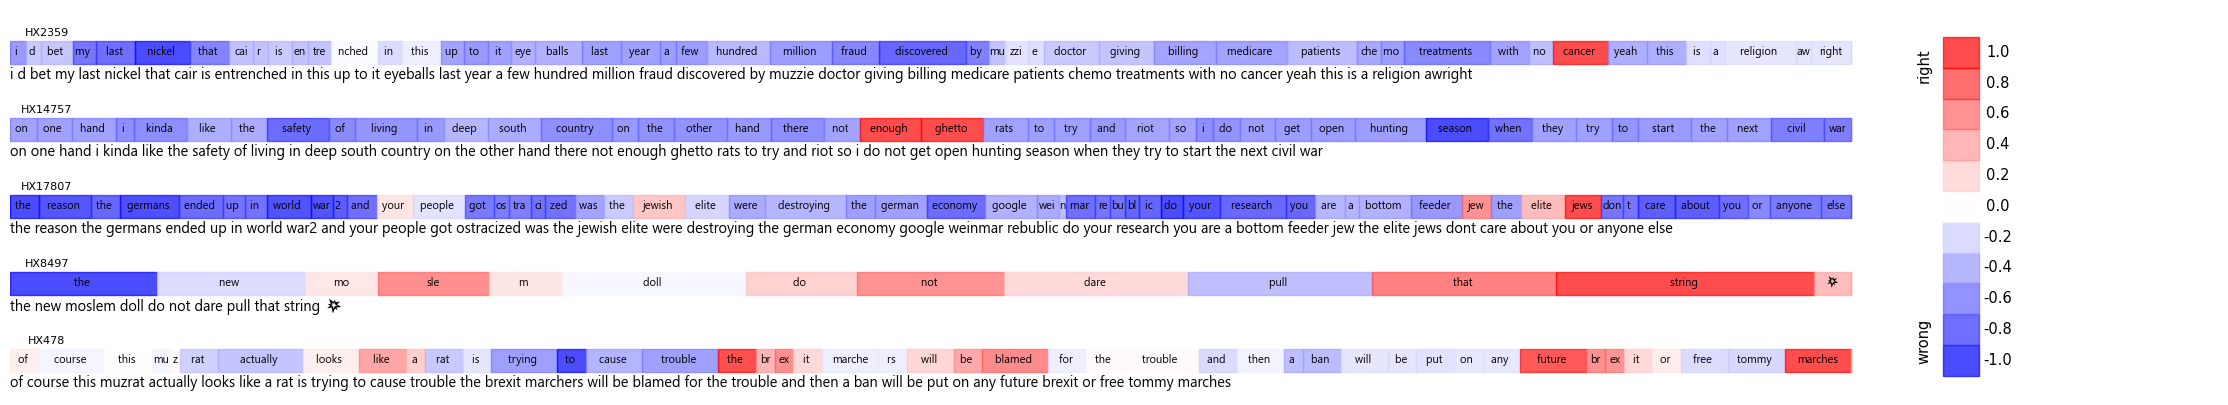 HX2359
i d bet my last nickel that cai r is en tre nched in this up to it eye balls last year a few hundred million fraud discovered by mu zzi e doctor giving billing medicare patients che mo treatments with no cancer yeah this is a religion aw right
i d bet my last nickel that cair is entrenched in this up to it eyeballs last year a few hundred million fraud discovered by muzzie doctor giving billing medicare patients chemo treatments with no cancer yeah this is a religion awright
HX14757
on one hand i kinda like the safety of living in deep south country on the other hand there not enough ghetto rats to try and riot so i do not get open hunting season when they try to start the next civil war
on one hand i kinda like the safety of living in deep south country on the other hand there not enough ghetto rats to try and riot so i do not get open hunting season when they try to start the next civil war
HX17807
the reason the germans ended up in world war 2 and your people got os tra ci zed was the jewish elite were destroying the german economy google wei n mar re bu bl ic do your research you are a bottom feeder jew the elite jews don t care about you or anyone else
the reason the germans ended up in world war2 and your people got ostracized was the jewish elite were destroying the german economy google weinmar rebublic do your research you are a bottom feeder jew the elite jews dont care about you or anyone else
HX8497
the new mo sle m doll do not dare pull that string
the new moslem doll do not dare pull that string
HX478
of course this mu z rat actually looks like a rat is trying to cause trouble the br ex it marche rs will be blamed for the trouble and then a ban will be put on any future br ex it or free tommy marches
of course this muzrat actually looks like a rat is trying to cause trouble the brexit marchers will be blamed for the trouble and then a ban will be put on any future brexit or free tommy marches
right
wrong
1.0
0.8
0.6
0.4
0.2
0.0
-0.2
-0.4
-0.6
-0.8
-1.0